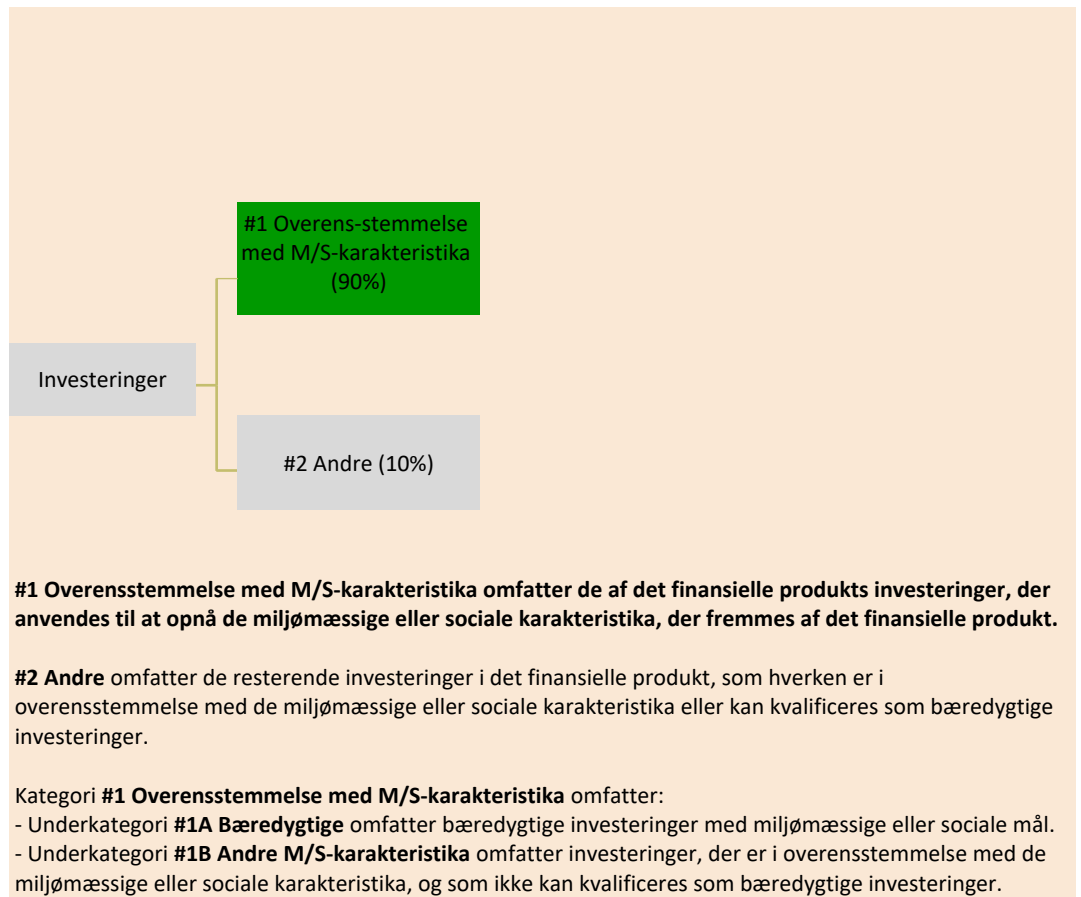 #1 Overens-stemmelse
med M/S-karakteristika
(90%)
Investeringer
#2 Andre (10%)
#1 Overensstemmelse med M/S-karakteristika omfatter de af det finansielle produkts investeringer, der
anvendes til at opnå de miljømæssige eller sociale karakteristika, der fremmes af det finansielle produkt.
#2 Andre omfatter de resterende investeringer i det finansielle produkt, som hverken er i
overensstemmelse med de miljømæssige eller sociale karakteristika eller kan kvalificeres som bæredygtige
investeringer.
Kategori #1 Overensstemmelse med M/S-karakteristika omfatter:
- Underkategori #1A Bæredygtige omfatter bæredygtige investeringer med miljømæssige eller sociale mål.
- Underkategori #1B Andre M/S-karakteristika omfatter investeringer, der er i overensstemmelse med de
miljømæssige eller sociale karakteristika, og som ikke kan kvalificeres som bæredygtige investeringer.